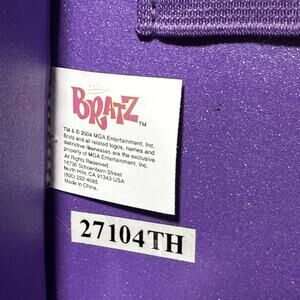 BRATZ TM
TM & © 2004 MGA Entertainment, Inc.
Bratz and all related logos, names and
distinctive likenesses are the exclusive
property of MGA Entertainment, Inc.
All Rights Reserved.
16730 Schoenborn Street
North Hills, CA 91343 USA
(800) 222-4685
Made in China.
27104TH